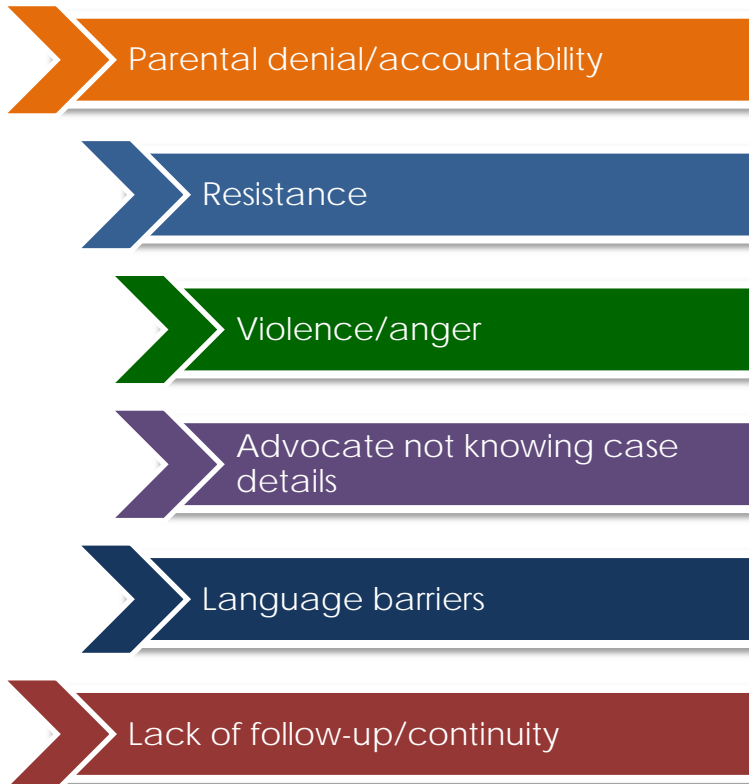 Parental denial/accountability
Resistance
Violence/anger
Advocate not knowing case
details
Language barriers
Lack of follow-up/continuity